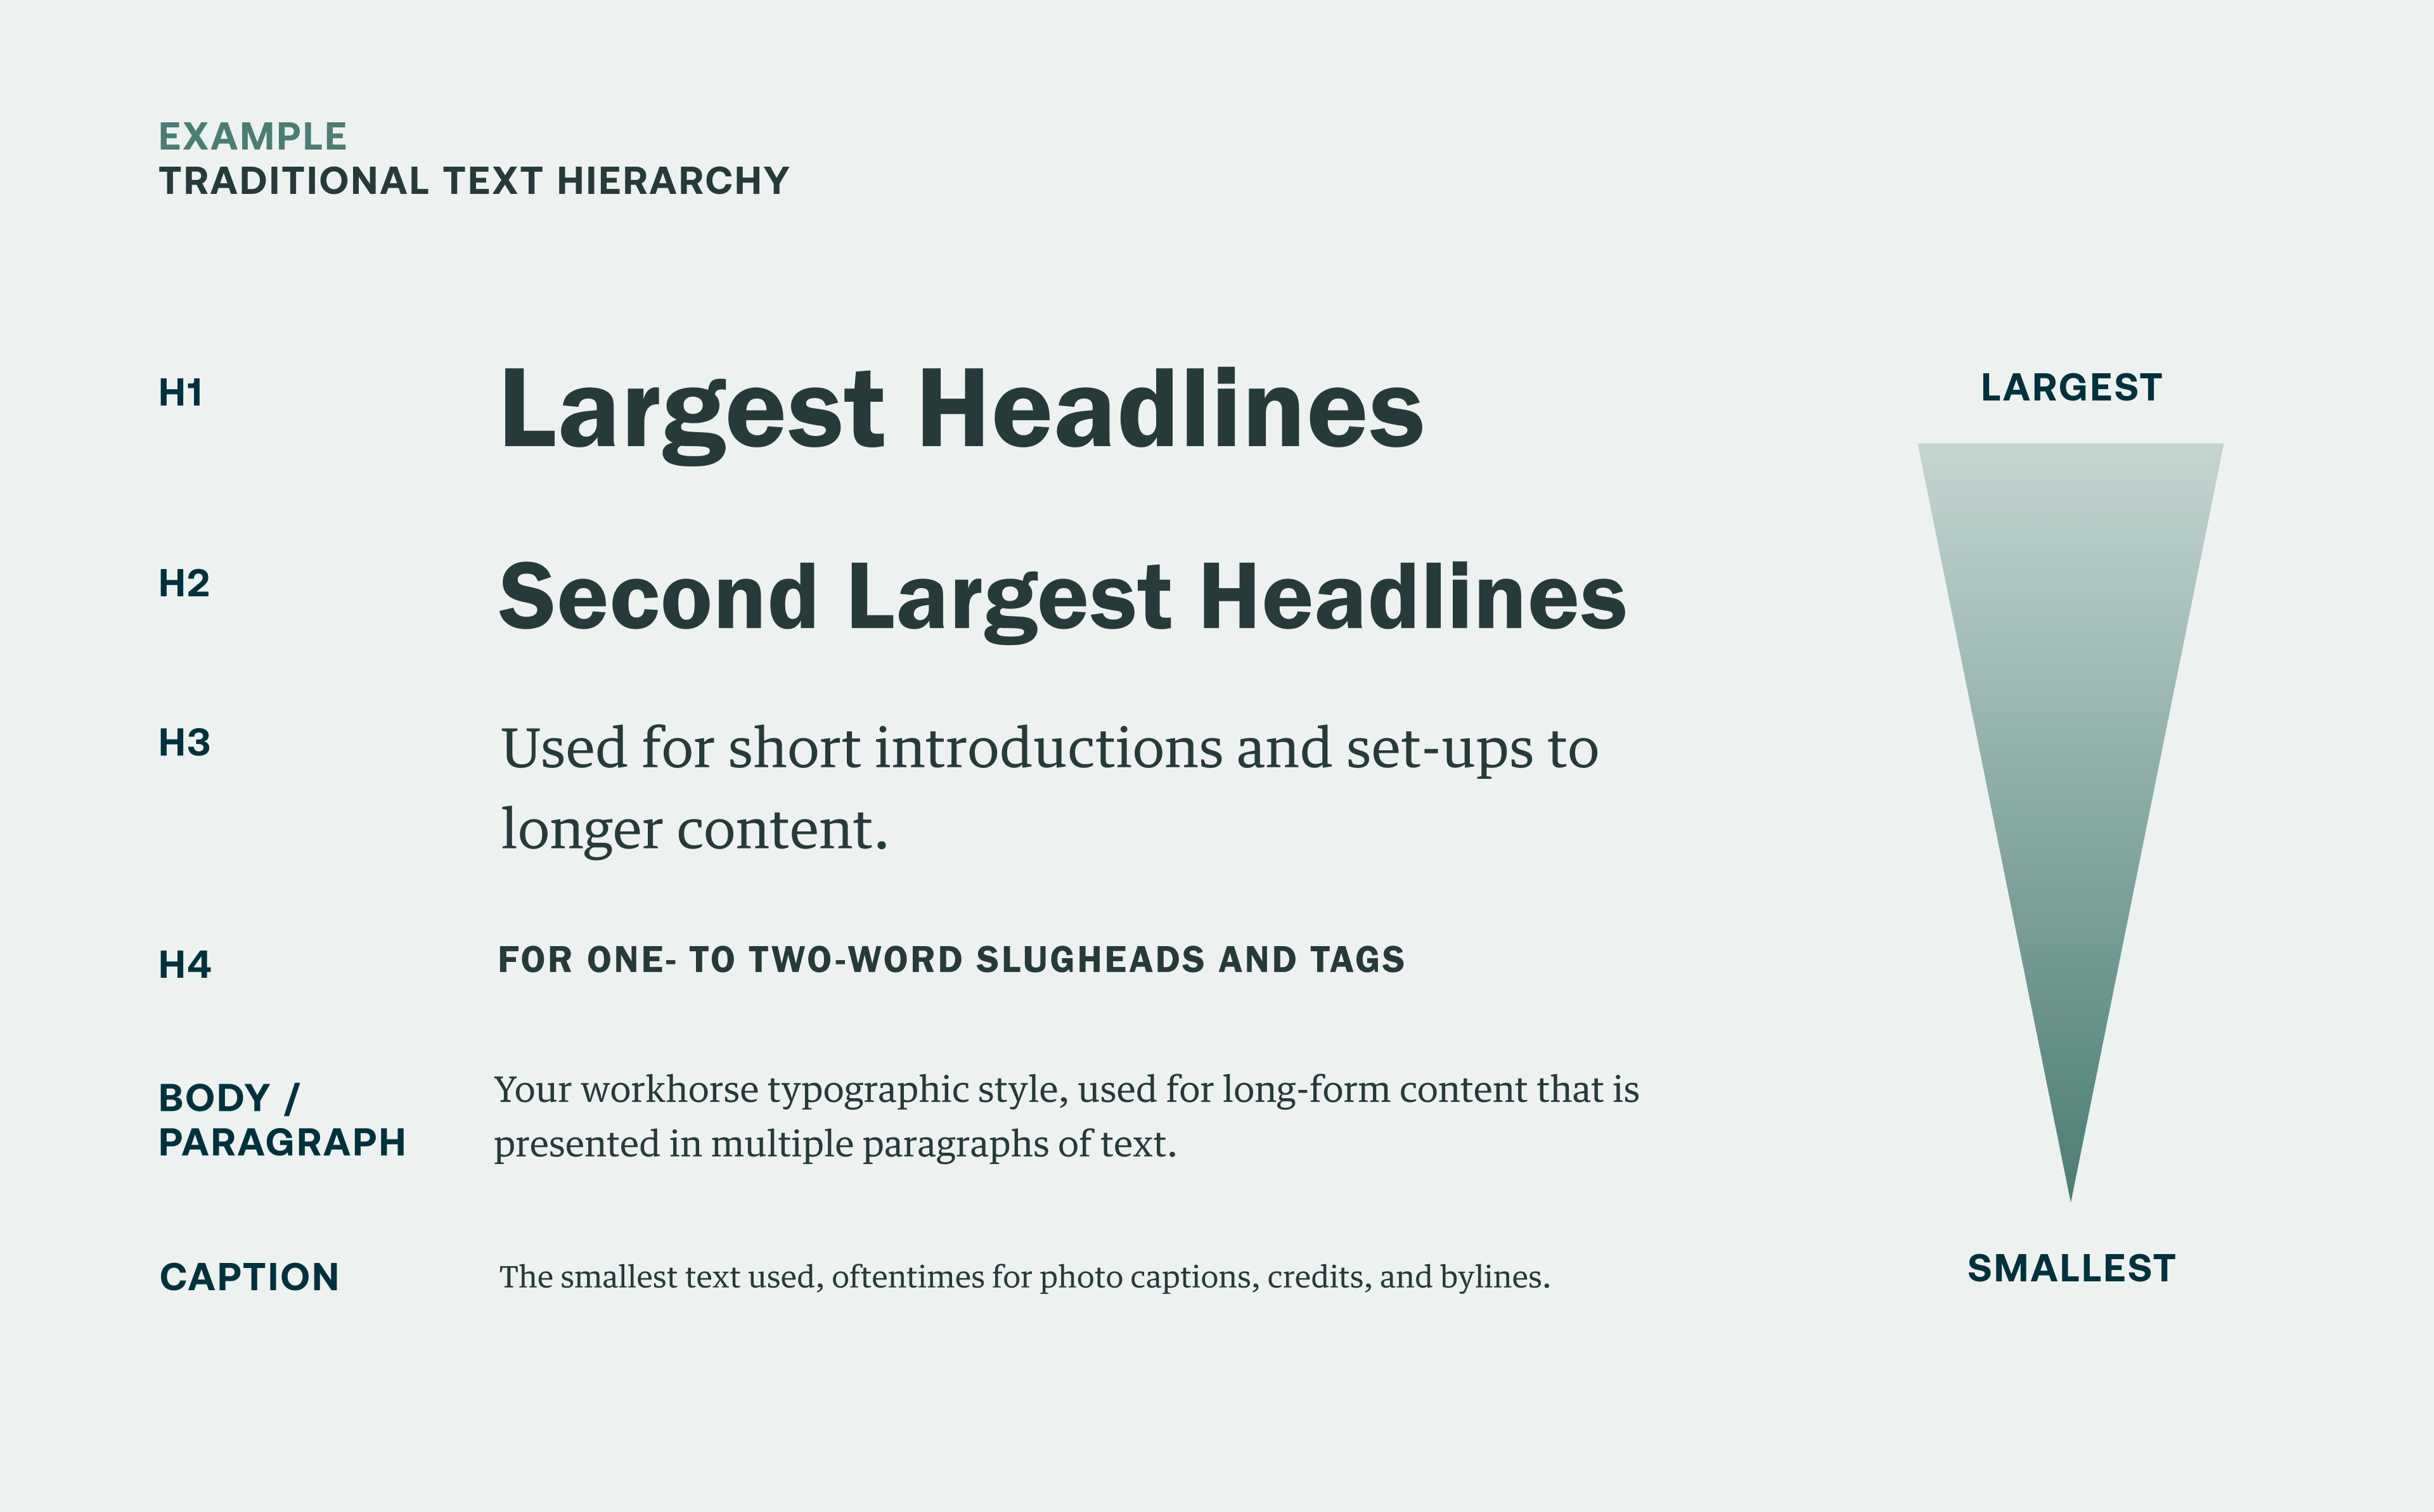 EXAMPLE
TRADITIONAL TEXT HIERARCHY
H1
Largest Headlines
LARGEST
H2
Second Largest Headlines
H3
Used for short introductions and set-ups to
longer content.
H4
FOR ONE- TO TWO-WORD SLUGHEADS AND TAGS
BODY /
PARAGRAPH
Your workhorse typographic style, used for long-form content that is
presented in multiple paragraphs of text.
CAPTION
The smallest text used, oftentimes for photo captions, credits, and bylines.
SMALLEST